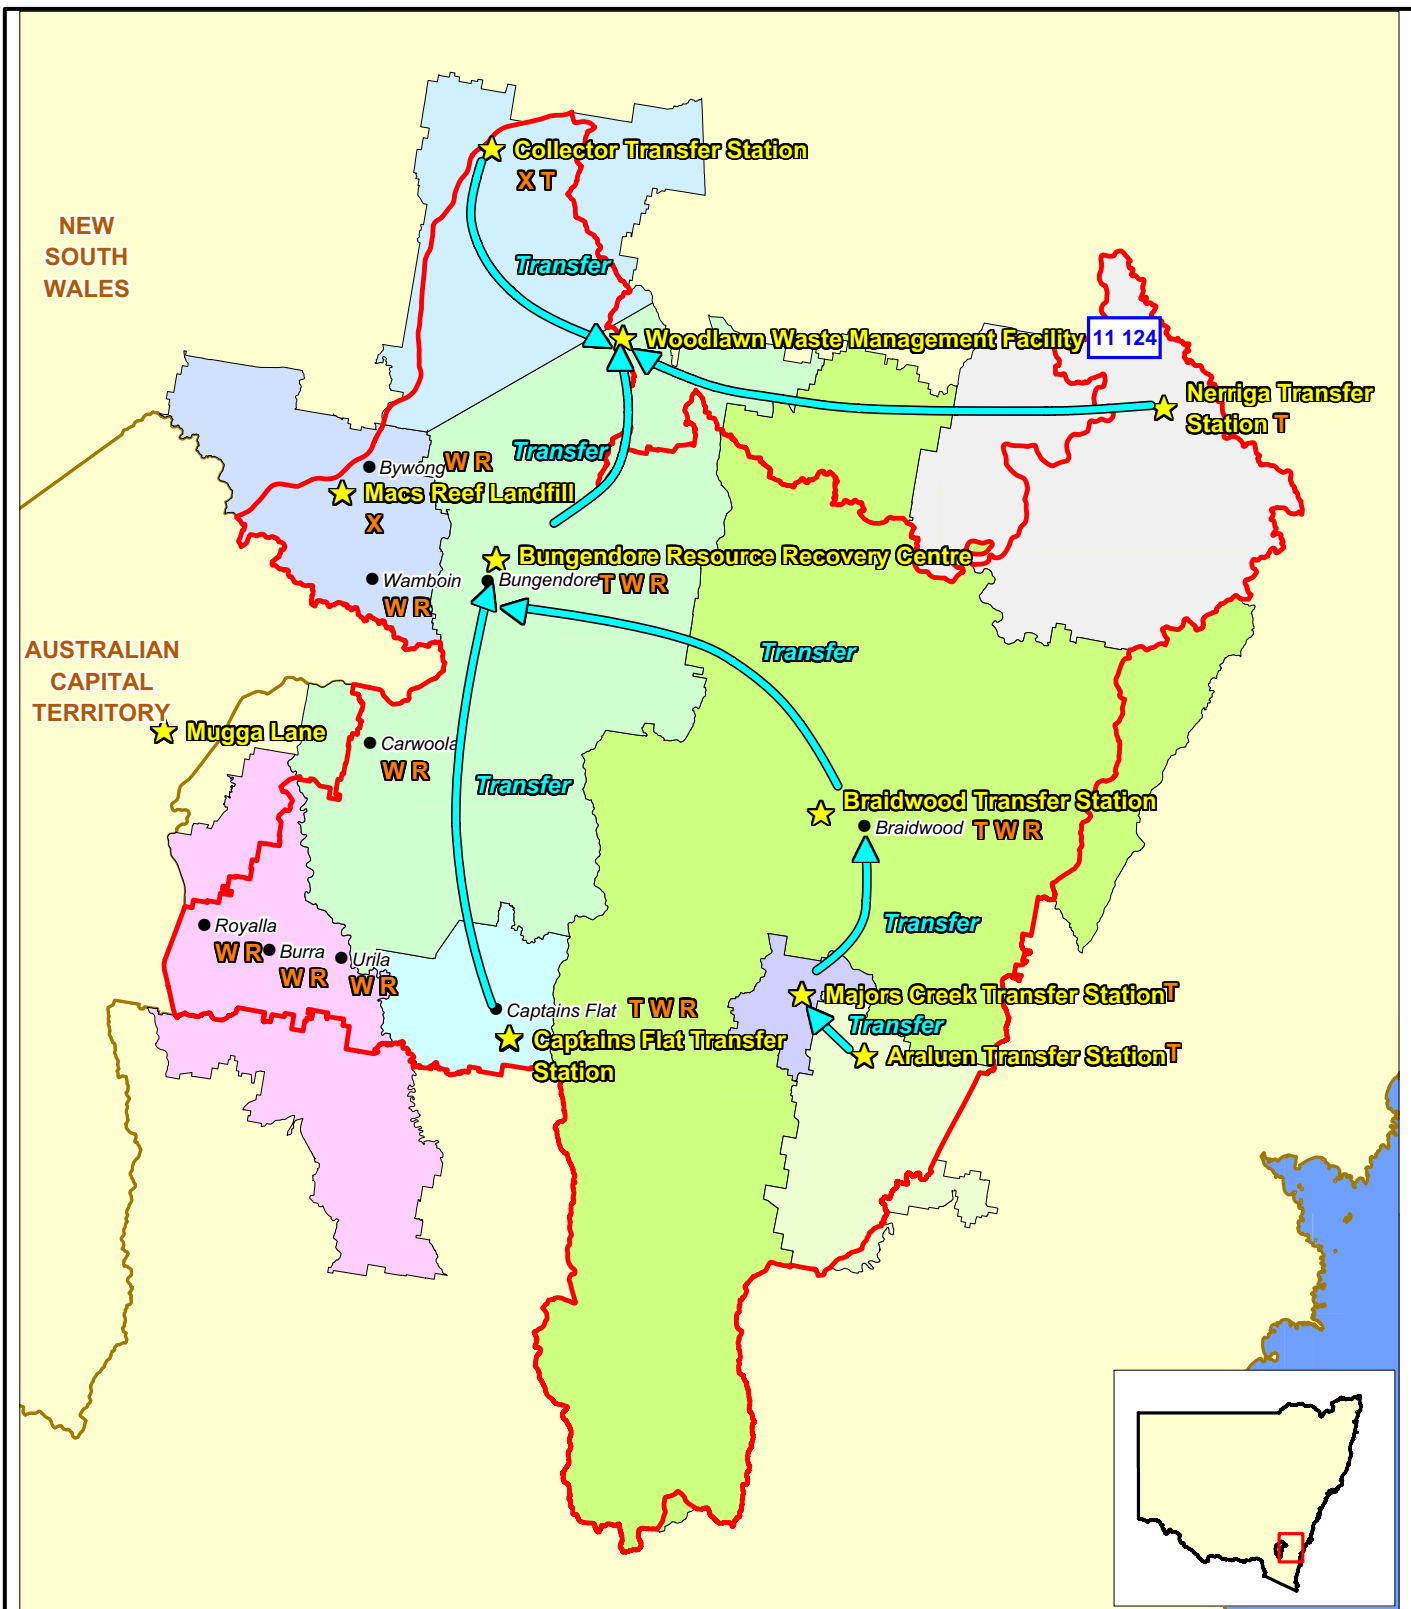 Collector Transfer Station
X T
NEW
SOUTH
WALES
Transfer
Woodlawn Waste Management Facility
11 124
Nerriga Transfer
Station T
Transfer
Bywong W R
Macs Reef Landfill
X
Bungendore Resource Recovery Centre
Wamboin
W R
Bungendore T W R
AUSTRALIAN
CAPITAL
TERRITORY
Transfer
Mugga Lane
Carwoola
W R
Transfer
Braidwood Transfer Station
Braidwood T W R
Royalla
W R
Burra
W R
Urila
W R
Transfer
Majors Creek Transfer Station T
Captains Flat T W R
Transfer
Captains Flat Transfer
Station
Araluen Transfer Station T